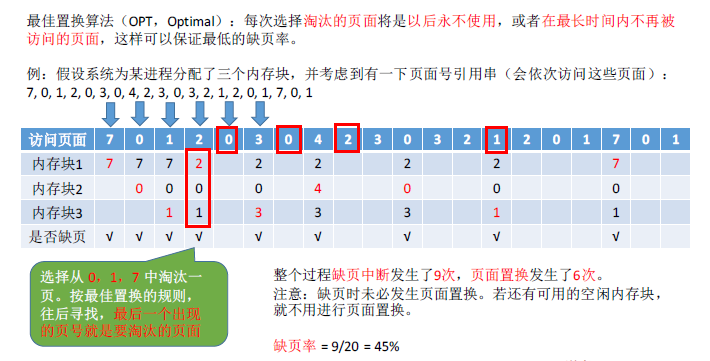 最佳置换算法（OPT，Optimal）：每次选择淘汰的页面将是以后永不使用，或者在最长时间内不再被
访问的页面，这样可以保证最低的缺页率。
例：假设系统为某进程分配了三个内存块，并考虑到有一下页面号引用串（会依次访问这些页面）：
7, 0, 1, 2, 0, 3, 0, 4, 2, 3, 0, 3, 2, 1, 2, 0, 1, 7, 0, 1
访问页面 7 0 1 2 0 3 0 4 2 3 0 3 2 1 2 0 1 7 0 1
内存块1 7 7 7 2 2 2 2 2 7
内存块2 0 0 0 0 4 0 0 0
内存块3 1 1 3 3 3 1 1
是否缺页 √ √ √ √ √ √ √ √ √
选择从 0，1，7 中淘汰一
页。按最佳置换的规则，
往后寻找，最后一个出现
的页号就是要淘汰的页面
整个过程缺页中断发生了9次，页面置换发生了6次。
注意：缺页时未必发生页面置换。若还有可用的空闲内存块，
就不用进行页面置换。
缺页率 = 9/20 = 45%